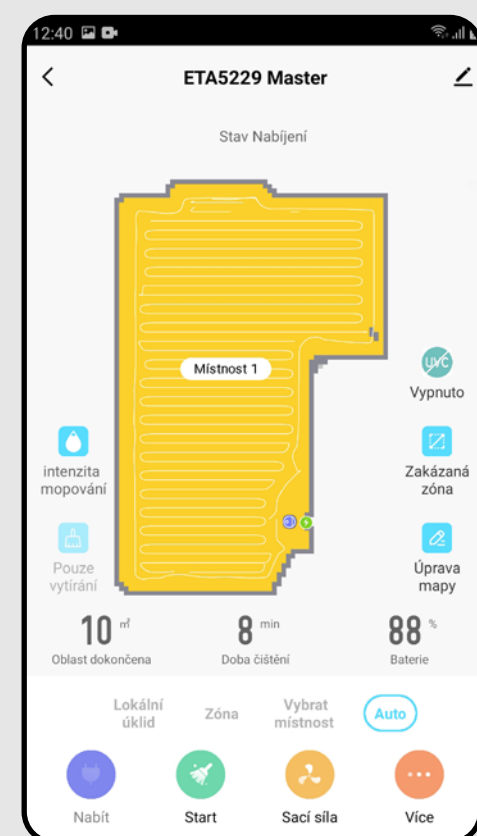 12:40
ETA5229 Master
Stav Nabíjení
Místnost 1
UVC
Vypnuto
intenzita
mopování
Zakázaná
zóna
Pouze
vytírání
Úprava
mapy
10 ㎡
8 min
88 %
Oblast dokončena
Doba čištění
Baterie
Lokální
úklid
Zóna
Vybrat
místnost
Auto
Nabít
Start
Sací síla
Více